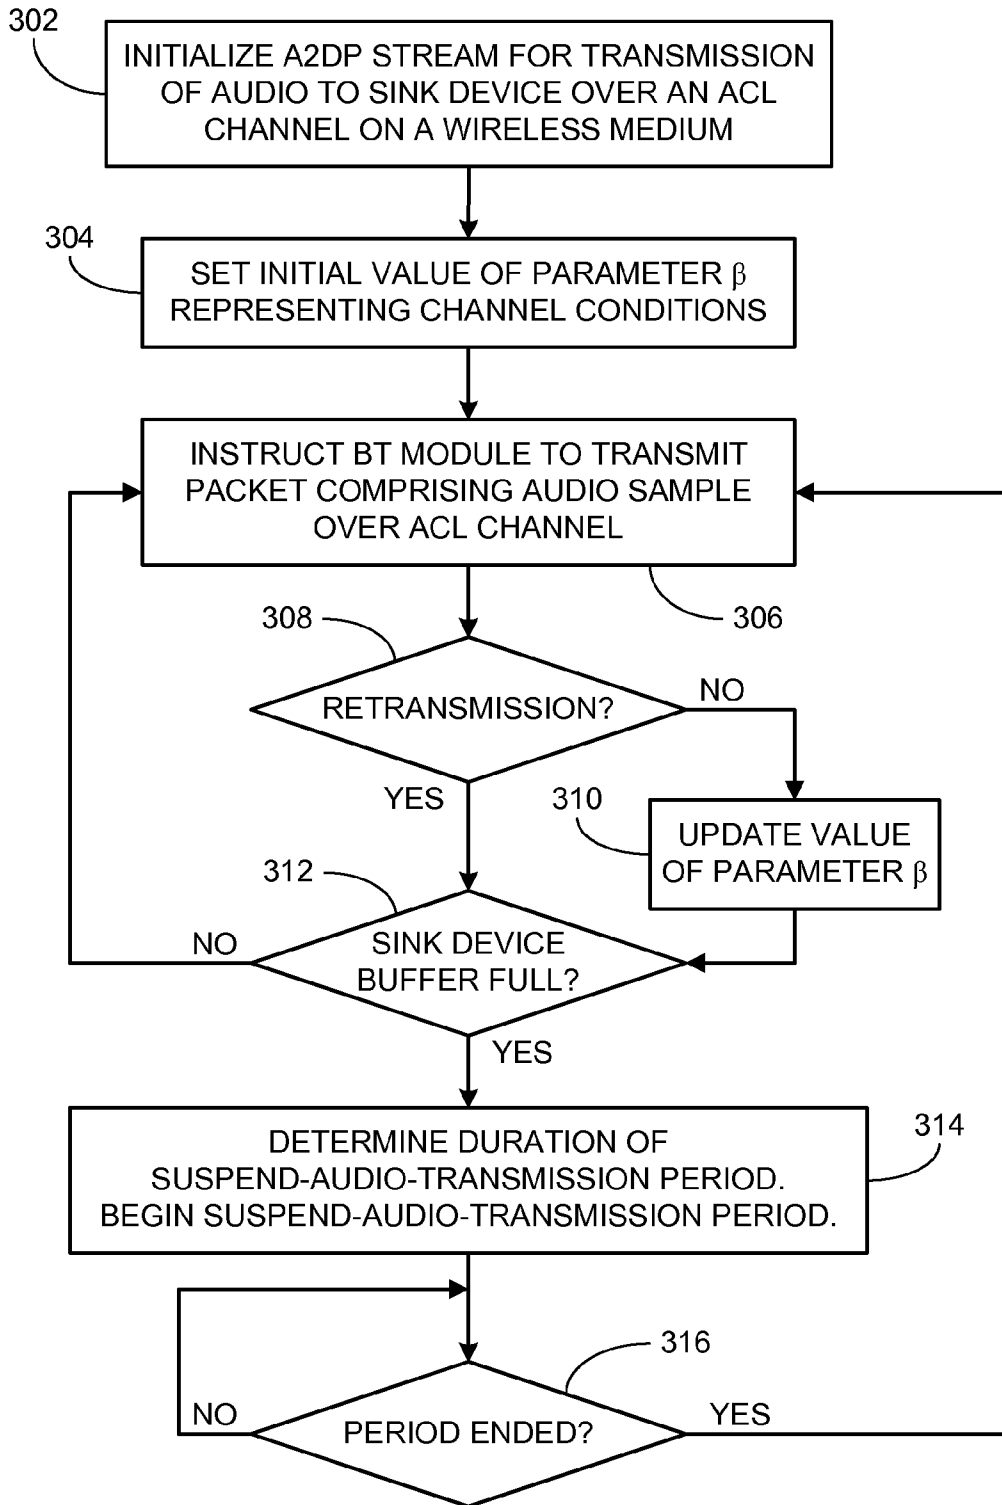 302
INITIALIZE A2DP STREAM FOR TRANSMISSION
OF AUDIO TO SINK DEVICE OVER AN ACL
CHANNEL ON A WIRELESS MEDIUM
304
SET INITIAL VALUE OF PARAMETER β
REPRESENTING CHANNEL CONDITIONS
INSTRUCT BT MODULE TO TRANSMIT
PACKET COMPRISING AUDIO SAMPLE
OVER ACL CHANNEL
306
308
RETRANSMISSION?
NO
YES
310
UPDATE VALUE
OF PARAMETER β
312
SINK DEVICE
BUFFER FULL?
NO
YES
DETERMINE DURATION OF
SUSPEND-AUDIO-TRANSMISSION PERIOD.
BEGIN SUSPEND-AUDIO-TRANSMISSION PERIOD.
314
316
PERIOD ENDED?
NO
YES